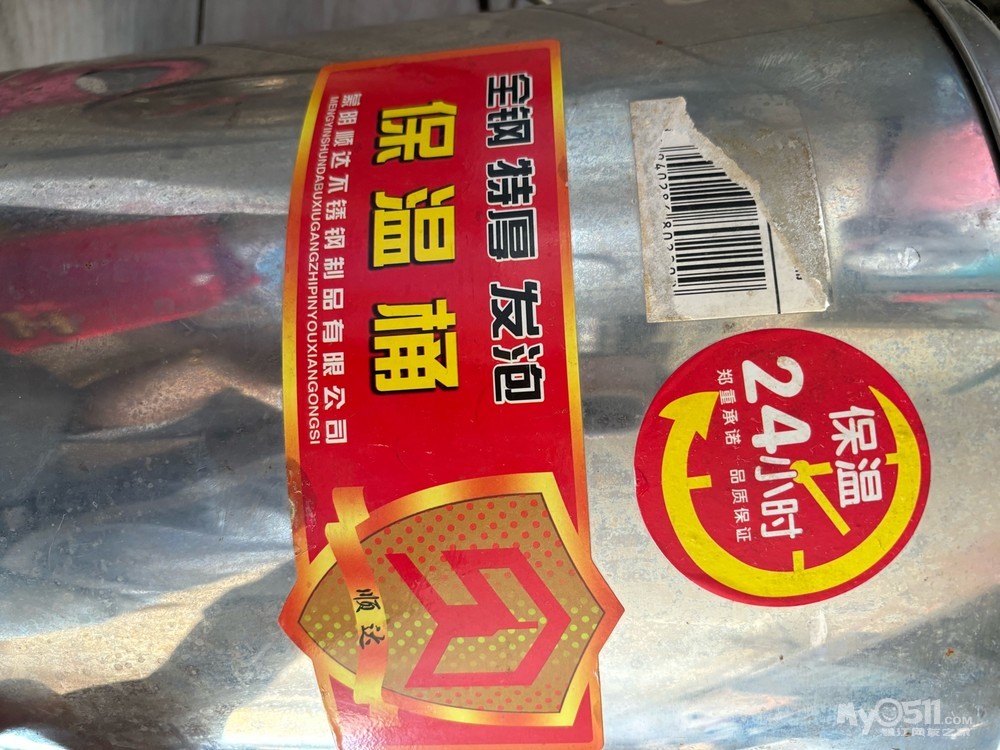 全钢 特厚 发泡
保温桶
蒙阴顺达不锈钢制品有限公司
MENGYINSHUNDABUXIUGANGZHIPINYOUXIANGONGSI
顺达
保温
24小时
郑重承诺 品质保证
My0511.COM